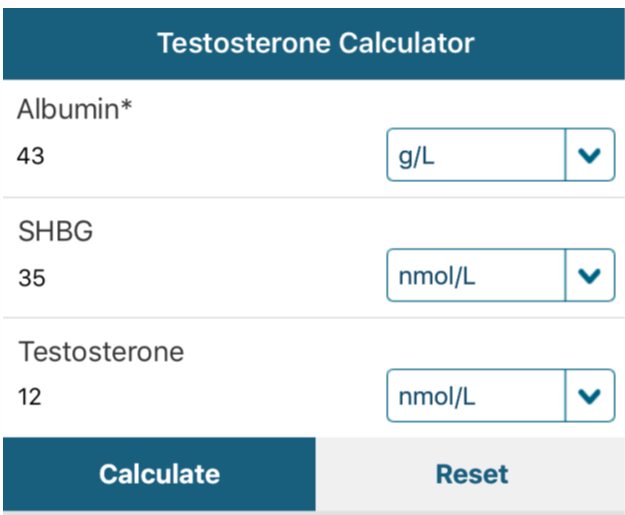 Testosterone Calculator
Albumin*
43
g/L
SHBG
35
nmol/L
Testosterone
12
nmol/L
Calculate
Reset